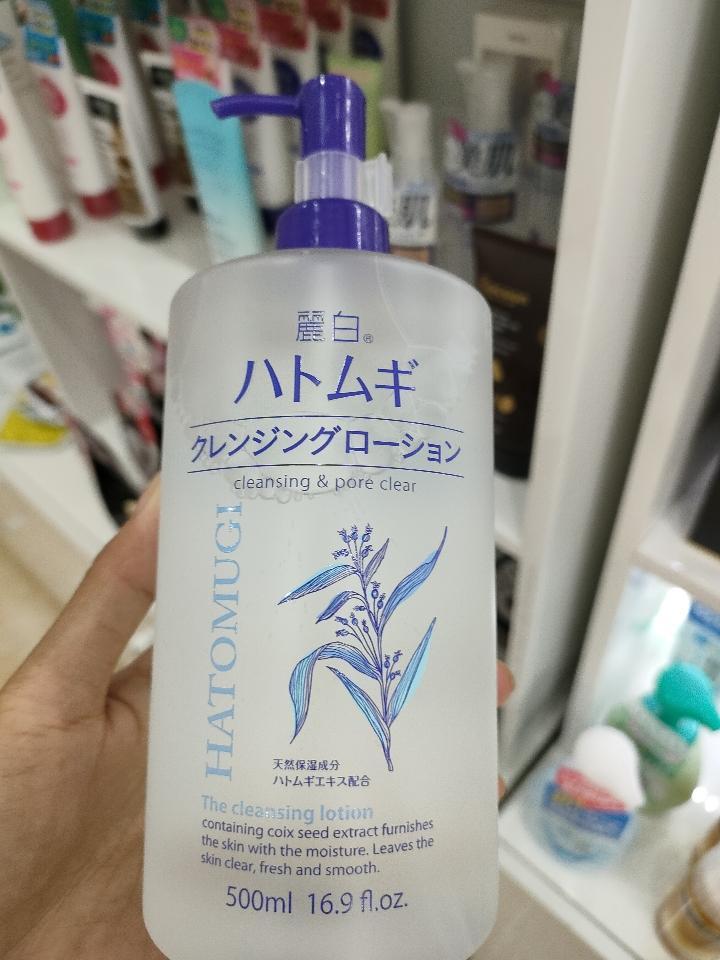 麗白®
ハトムギ
クレンジングローション
cleansing & pore clear
HATOMUGI
天然保湿成分
ハトムギエキス配合
The cleansing lotion
containing coix seed extract furnishes
the skin with the moisture. Leaves the
skin clear, fresh and smooth.
500ml 16.9 fl.oz.